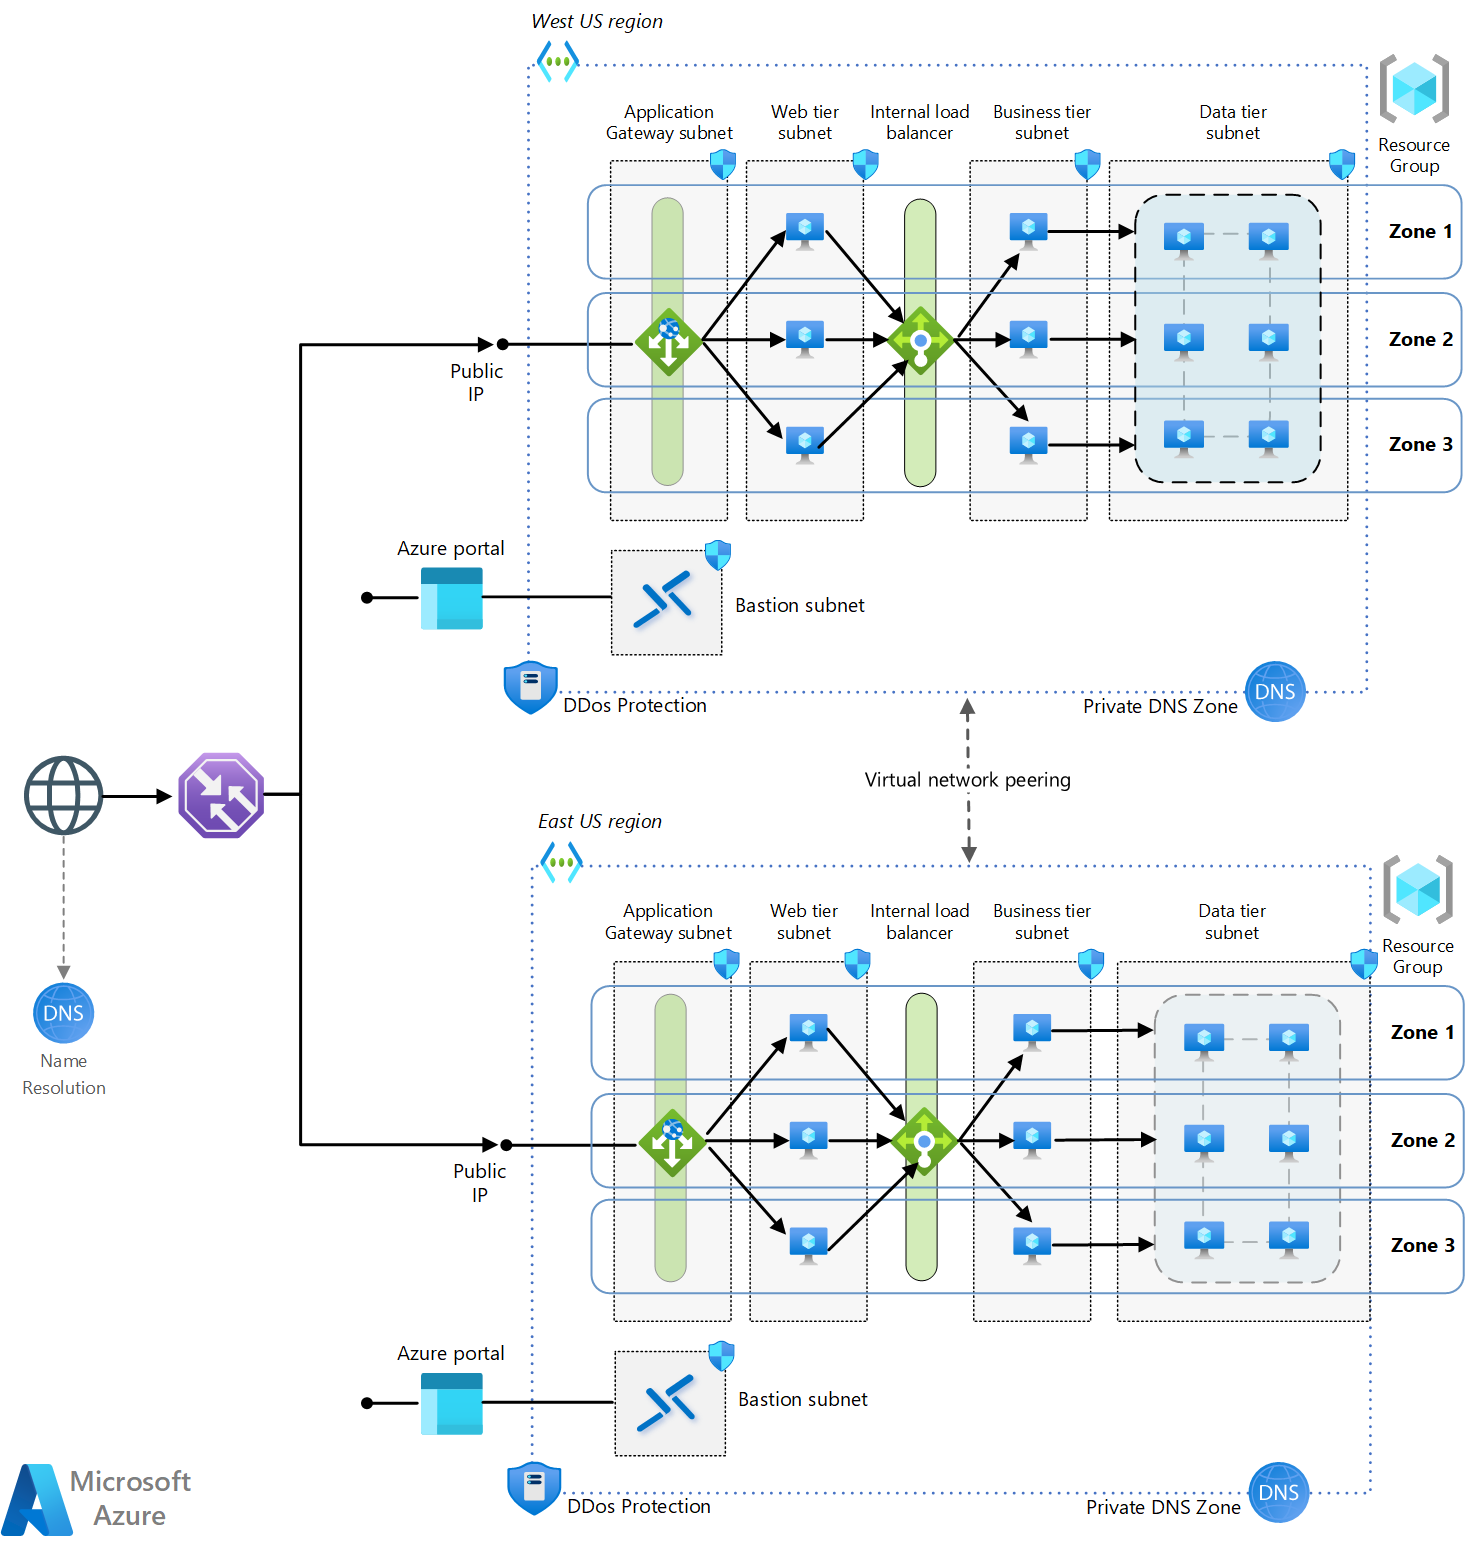 West US region
Application
Gateway subnet
Web tier
subnet
Internal load
balancer
Business tier
subnet
Data tier
subnet
Resource
Group
Zone 1
Zone 2
Zone 3
Public
IP
Azure portal
Bastion subnet
DDos Protection
Private DNS Zone
DNS
Virtual network peering
DNS
Name
Resolution
East US region
Application
Gateway subnet
Web tier
subnet
Internal load
balancer
Business tier
subnet
Data tier
subnet
Resource
Group
Zone 1
Zone 2
Zone 3
Public
IP
Azure portal
Bastion subnet
DDos Protection
Private DNS Zone
DNS
Microsoft
Azure